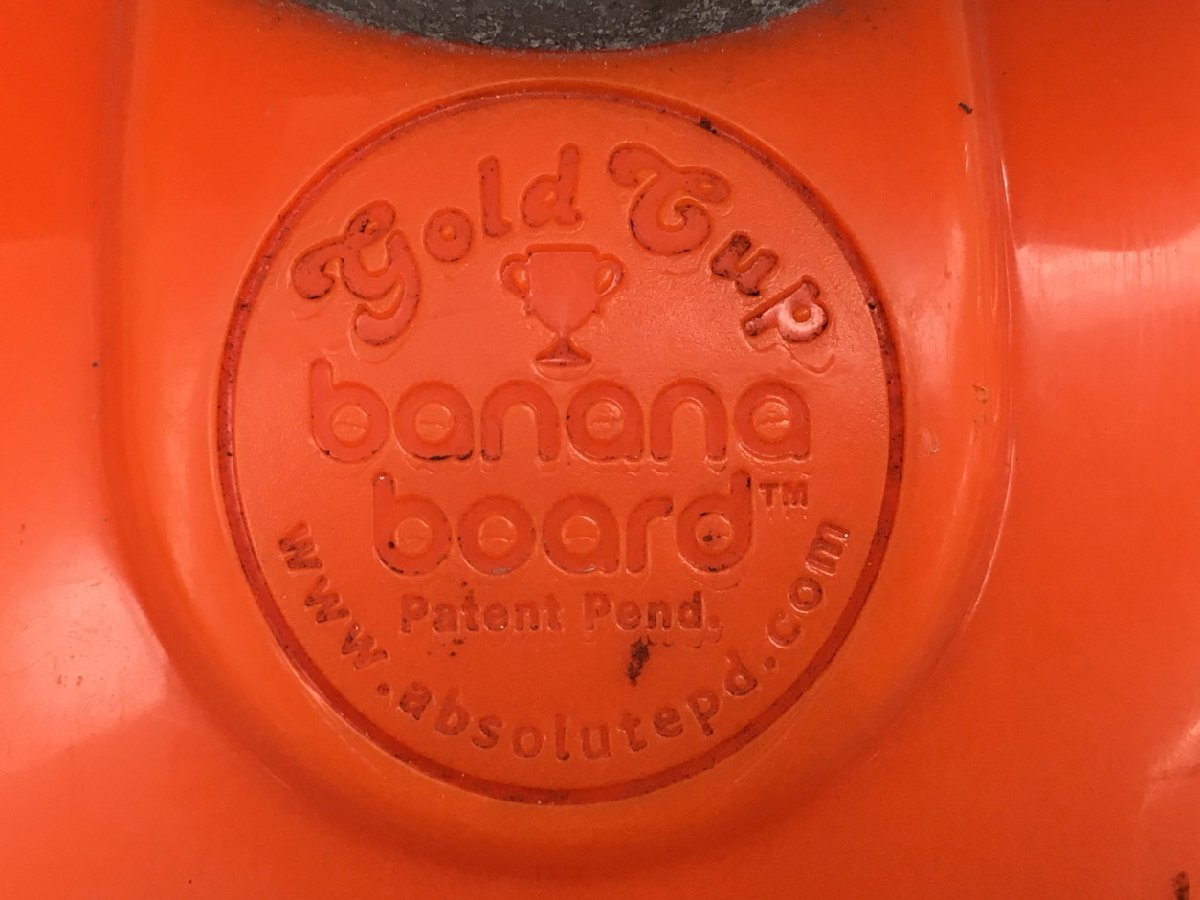 Gold Cup
banana
board™
Patent Pend.
www.absolutepd.com